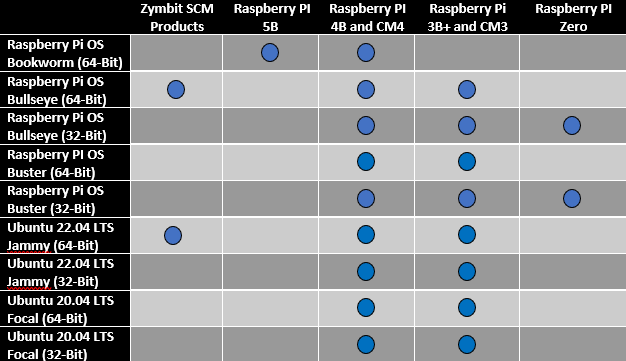 Zymbit SCM
Products
Raspberry PI
5B
Raspberry PI
4B and CM4
Raspberry Pi
3B+ and CM3
Raspberry PI
Zero
Raspberry Pi OS
Bookworm (64-Bit)
Raspberry Pi OS
Bullseye (64-Bit)
Raspberry Pi OS
Bullseye (32-Bit)
Raspberry PI OS
Buster (64-Bit)
Raspberry Pi OS
Buster (32-Bit)
Ubuntu 22.04 LTS
Jammy (64-Bit)
Ubuntu 22.04 LTS
Jammy (32-Bit)
Ubuntu 20.04 LTS
Focal (64-Bit)
Ubuntu 20.04 LTS
Focal (32-Bit)